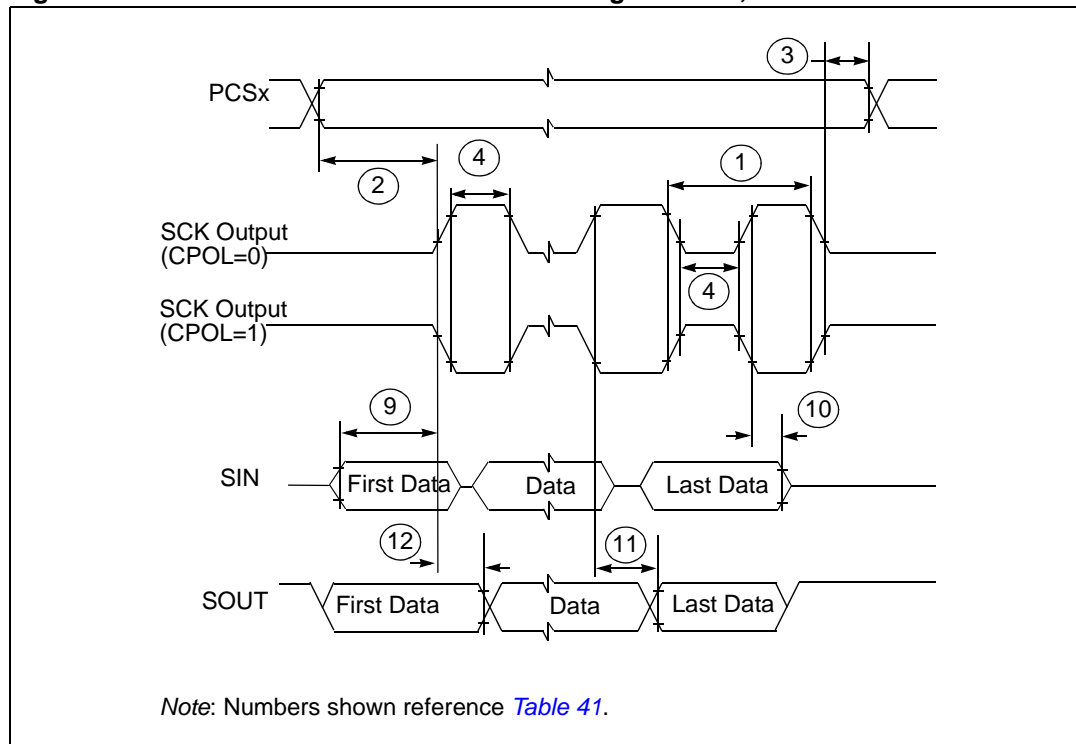 3
PCSx
2
4
1
SCK Output
(CPOL=0)
4
SCK Output
(CPOL=1)
9
10
SIN
First Data
Data
Last Data
12
11
SOUT
First Data
Data
Last Data
Note: Numbers shown reference Table 41.